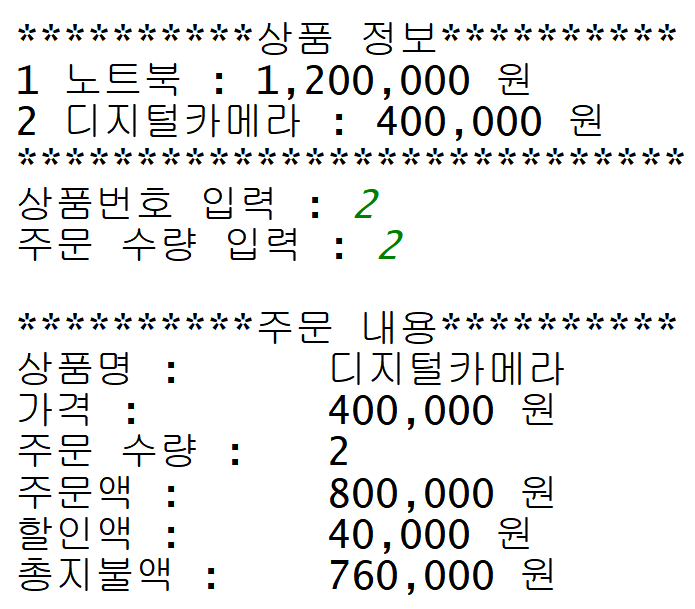 **********상품 정보**********
1 노트북 : 1,200,000 원
2 디지털카메라 : 400,000 원
****************************
상품번호 입력 : 2
주문 수량 입력 : 2
**********주문 내용**********
상품명 : 디지털카메라
가격 : 400,000 원
주문 수량 : 2
주문액 : 800,000 원
할인액 : 40,000 원
총지불액 : 760,000 원